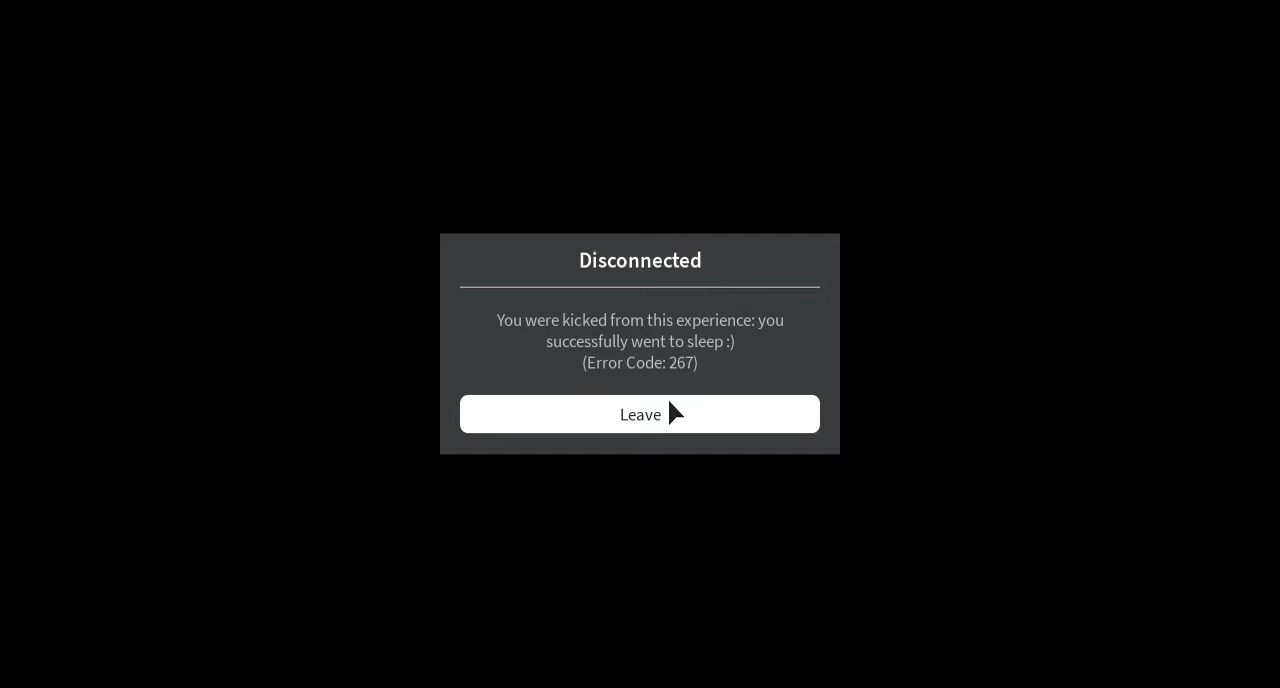 Disconnected
You were kicked from this experience: you
successfully went to sleep :)
(Error Code: 267)
Leave